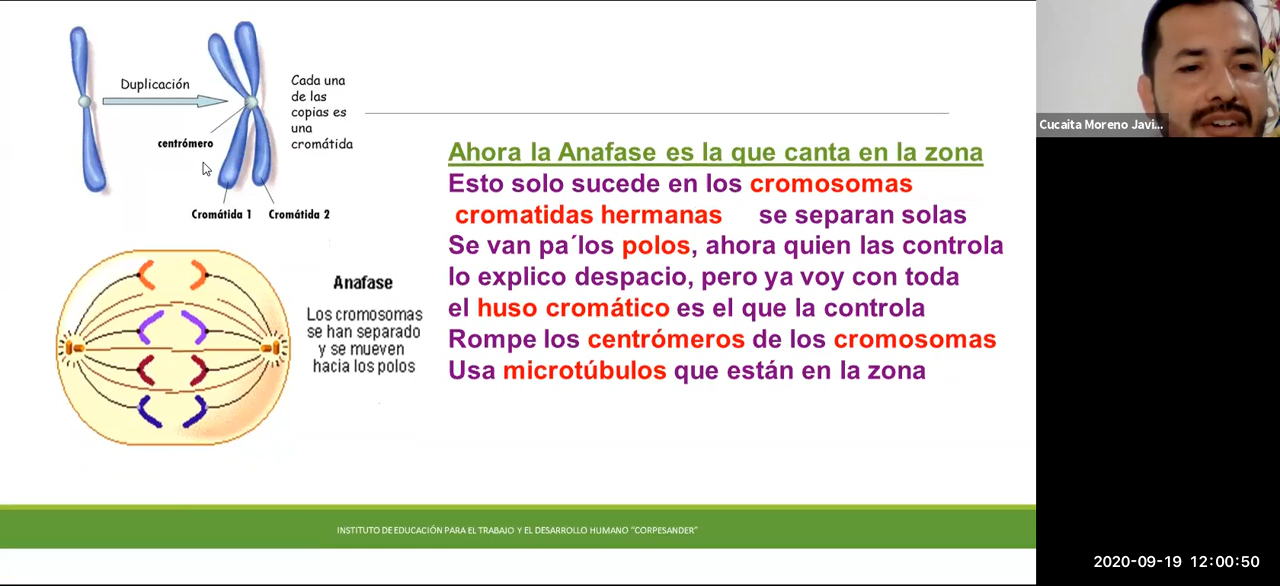 Duplicación
centrómero
Cada una
de las
copias es
una
cromátida
Cromátida 1
Cromátida 2
Anafase
Los cromosomas
se han separado
y se mueven
hacia los polos
Ahora la Anafase es la que canta en la zona
Esto solo sucede en los cromosomas
cromatidas hermanas se separan solas
Se van pa´los polos, ahora quien las controla
lo explico despacio, pero ya voy con toda
el huso cromático es el que la controla
Rompe los centrómeros de los cromosomas
Usa microtúbulos que están en la zona
INSTITUTO DE EDUCACIÓN PARA EL TRABAJO Y EL DESARROLLO HUMANO "CORPESANDER"
Cucaita Moreno Javi...
2020-09-19 12:00:50